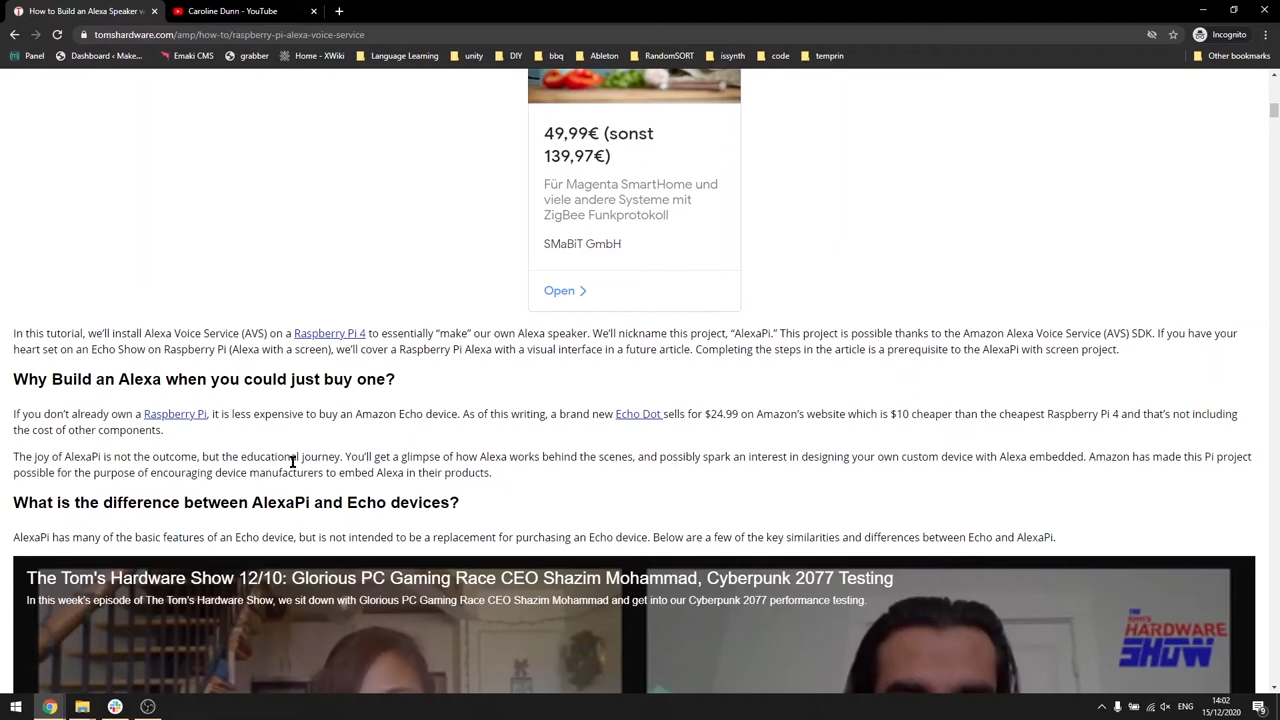 How to Build an Alexa Speaker w
Caroline Dunn - YouTube
tomshardware.com/amp/how-to/raspberry-pi-alexa-voice-service
Incognito
Panel
Dashboard < Make...
Emaki CMS
grabber
Home - XWiki
Language Learning
unity
DIY
bbq
Ableton
RandomSORT
issynth
code
temprin
Other bookmarks
49,99€ (sonst
139,97€)
Für Magenta SmartHome und
viele andere Systeme mit
ZigBee Funkprotokoll
SMaBiT GmbH
Open
In this tutorial, we’ll install Alexa Voice Service (AVS) on a Raspberry Pi 4 to essentially “make” our own Alexa speaker. We’ll nickname this project, “AlexaPi.” This project is possible thanks to the Amazon Alexa Voice Service (AVS) SDK. If you have your
heart set on an Echo Show on Raspberry Pi (Alexa with a screen), we’ll cover a Raspberry Pi Alexa with a visual interface in a future article. Completing the steps in the article is a prerequisite to the AlexaPi with screen project.
Why Build an Alexa when you could just buy one?
If you don’t already own a Raspberry Pi, it is less expensive to buy an Amazon Echo device. As of this writing, a brand new Echo Dot sells for $24.99 on Amazon’s website which is $10 cheaper than the cheapest Raspberry Pi 4 and that’s not including
the cost of other components.
The joy of AlexaPi is not the outcome, but the educational journey. You’ll get a glimpse of how Alexa works behind the scenes, and possibly spark an interest in designing your own custom device with Alexa embedded. Amazon has made this Pi project
possible for the purpose of encouraging device manufacturers to embed Alexa in their products.
What is the difference between AlexaPi and Echo devices?
AlexaPi has many of the basic features of an Echo device, but is not intended to be a replacement for purchasing an Echo device. Below are a few of the key similarities and differences between Echo and AlexaPi.
The Tom's Hardware Show 12/10: Glorious PC Gaming Race CEO Shazim Mohammad, Cyberpunk 2077 Testing
In this week's episode of The Tom's Hardware Show, we sit down with Glorious PC Gaming Race CEO Shazim Mohammad and get into our Cyberpunk 2077 performance testing.
THE
TOM'S
HARDWARE
SHOW
ENG
14:02
15/12/2020